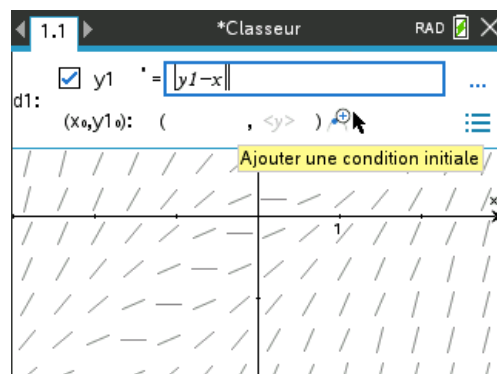 1.1 *Classeur RAD
d1: y1 ' = |y1-x|
(x₀,y1₀): ( , <y> )
Ajouter une condition initiale
x
1